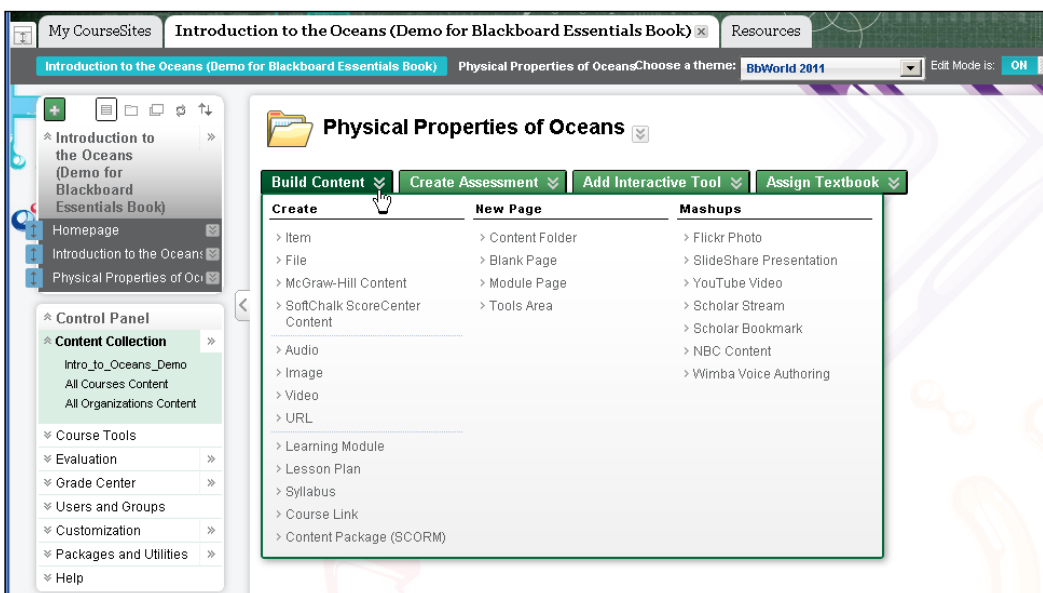 My CourseSites
Introduction to the Oceans (Demo for Blackboard Essentials Book)
Resources
Introduction to the Oceans (Demo for Blackboard Essentials Book)
Physical Properties of Oceans
Choose a theme:
BbWorld 2011
Edit Mode is:
ON
Introduction to
the Oceans
(Demo for
Blackboard
Essentials Book)
Homepage
Introduction to the Oceans
Physical Properties of Oc
Control Panel
Content Collection
Intro_to_Oceans_Demo
All Courses Content
All Organizations Content
Course Tools
Evaluation
Grade Center
Users and Groups
Customization
Packages and Utilities
Help
Physical Properties of Oceans
Build Content
Create Assessment
Add Interactive Tool
Assign Textbook
Create
Item
File
McGraw-Hill Content
SoftChalk ScoreCenter
Content
Audio
Image
Video
URL
Learning Module
Lesson Plan
Syllabus
Course Link
Content Package (SCORM)
New Page
Content Folder
Blank Page
Module Page
Tools Area
Mashups
Flickr Photo
SlideShare Presentation
YouTube Video
Scholar Stream
Scholar Bookmark
NBC Content
Wimba Voice Authoring